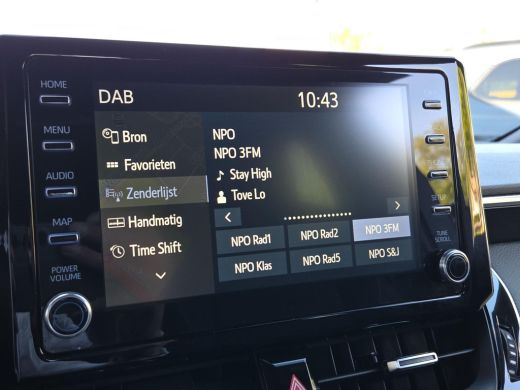 HOME
MENU
AUDIO
MAP
POWER
VOLUME
DAB
10:43
Bron
Favorieten
Zenderlijst
Handmatig
Time Shift
NPO
NPO 3FM
Stay High
Tove Lo
NPO Rad1
NPO Rad2
NPO 3FM
NPO Klas
NPO Rad5
NPO S&J
SETUP
TUNE
SCROLL